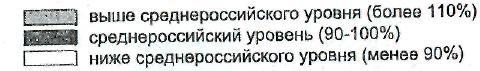 выше среднероссийского уровня (более 110%)
среднероссийский уровень (90-100%)
ниже среднероссийского уровня (менее 90%)